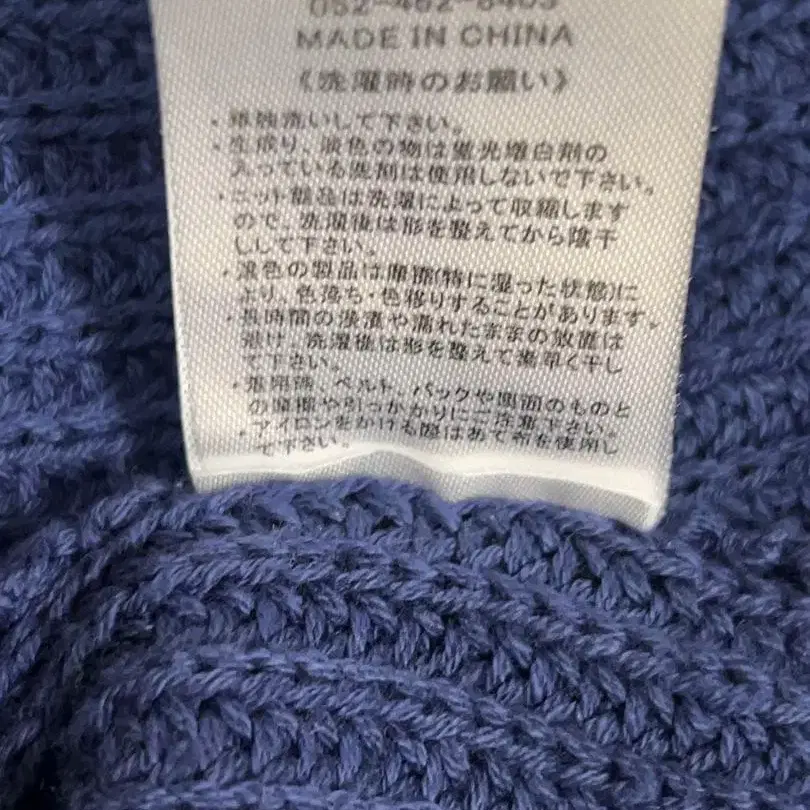 052-462-6403
MADE IN CHINA
《洗濯時のお願い》
・単独洗いして下さい。
・生成り、淡色の物は蛍光増白剤の
入っている洗剤は使用しないで下さい。
・ニット製品は洗濯によって収縮します
ので、洗濯後は形を整えてから陰干
しして下さい。
・濃色の製品は摩擦(特に湿った状態)に
より、色落ち・色移りすることがあります。
・長時間の浸漬や濡れたままの放置は
避け、洗濯後は形を整えて素早く干し
て下さい。
・着用時、ベルト、バックや周囲のものと
の摩擦や引っかかりにご注意下さい。
・アイロンをかける際はあて布を使用し
て下さい。